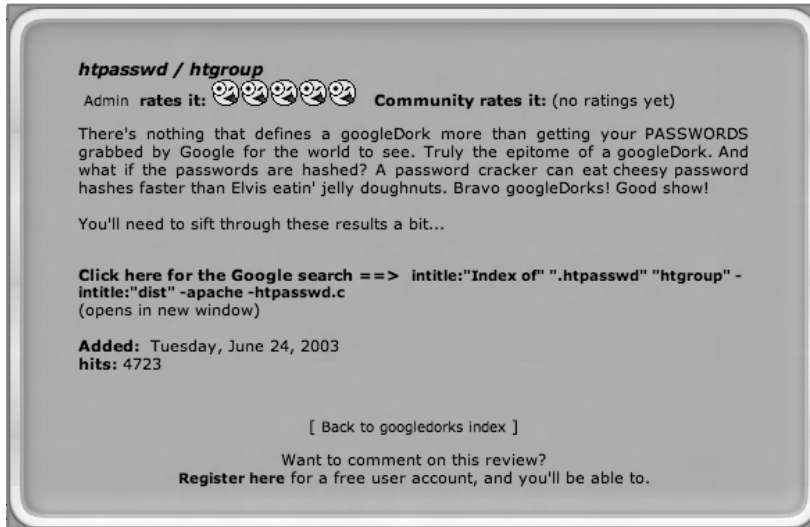 htpasswd / htgroup
Admin rates it: Community rates it: (no ratings yet)
There's nothing that defines a googleDork more than getting your PASSWORDS
grabbed by Google for the world to see. Truly the epitome of a googleDork. And
what if the passwords are hashed? A password cracker can eat cheesy password
hashes faster than Elvis eatin' jelly doughnuts. Bravo googleDorks! Good show!
You'll need to sift through these results a bit...
Click here for the Google search ==> intitle:"Index of" ".htpasswd" "htgroup" -
intitle:"dist" -apache -htpasswd.c
(opens in new window)
Added: Tuesday, June 24, 2003
hits: 4723
[ Back to googledorks index ]
Want to comment on this review?
Register here for a free user account, and you'll be able to.